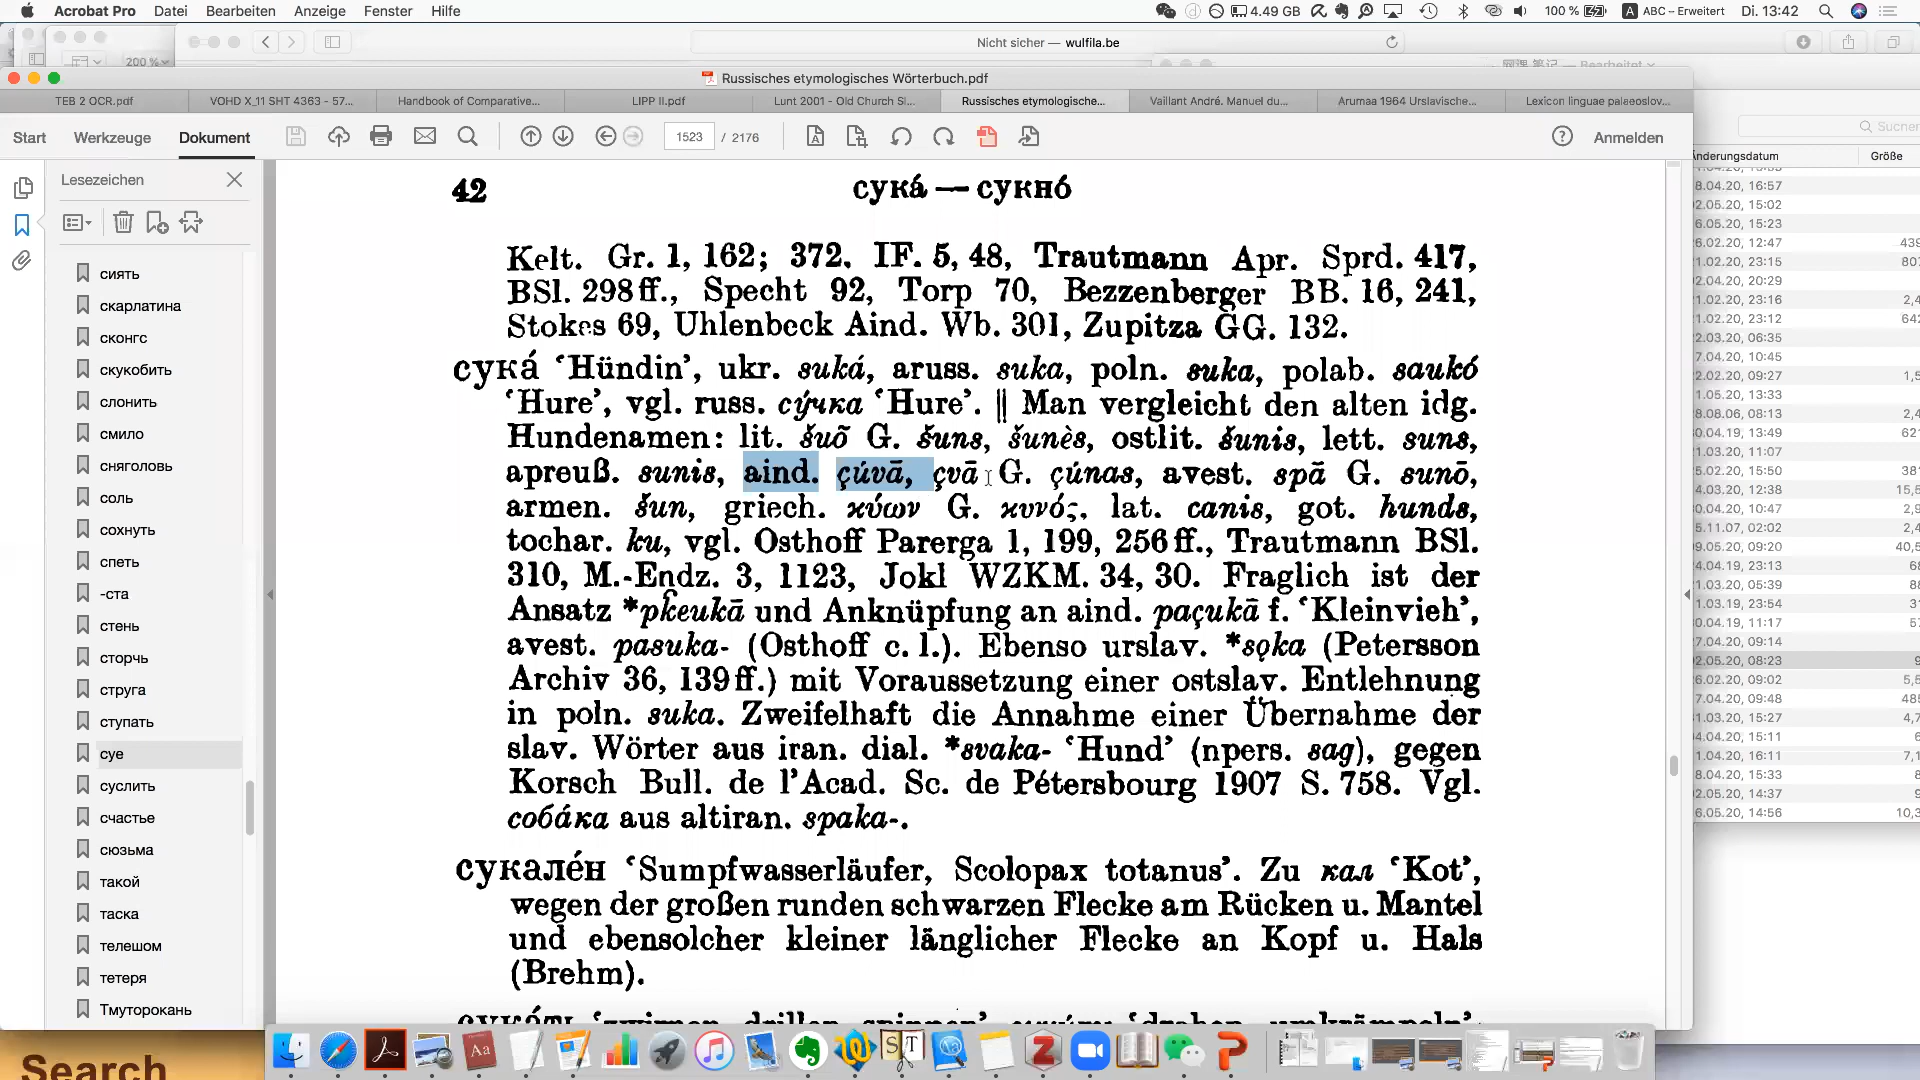 Acrobat Pro Datei Bearbeiten Anzeige Fenster Hilfe
4.49 GB 100 % A ABC – Erweitert Di. 13:42
200 %
Nicht sicher — wulfila.be
Russisches etymologisches Wörterbuch.pdf
TEB 2 OCR.pdf VOHD X_11 SHT 4363 - 57... Handbook of Comparative... LIPP II.pdf Lunt 2001 - Old Church Sl... Russisches etymologische... Vaillant André. Manuel du... Arumaa 1964 Urslavische... Lexicon linguae palaeoslov...
Start Werkzeuge Dokument 1523 / 2176 Anmelden
Suchen
Änderungsdatum Größe
Lesezeichen
сиять
скарлатина
сконгс
скукобить
слонить
смило
сняголовь
соль
сохнуть
спеть
-ста
стень
сторчь
струга
ступать
суе
суслить
счастье
сюзьма
такой
таска
телешом
тетеря
Тмуторокань
42 сука́ — сукно́
Kelt. Gr. 1, 162; 372. IF. 5, 48, Trautmann Apr. Sprd. 417,
BSl. 298 ff., Specht 92, Torp 70, Bezzenberger BB. 16, 241,
Stokes 69, Uhlenbeck Aind. Wb. 301, Zupitza GG. 132.
сука́ ‘Hündin’, ukr. suká, aruss. suka, poln. suka, polab. saukó
‘Hure’, vgl. russ. су́чка ‘Hure’. || Man vergleicht den alten idg.
Hundenamen: lit. šuõ G. šuns, šunès, ostlit. šunis, lett. suns,
apreuß. sunis, aind. çúvā, çvā G. çúnas, avest. spā G. sunō,
armen. šun, griech. κύων G. κυνός, lat. canis, got. hunds,
tochar. ku, vgl. Osthoff Parerga 1, 199, 256 ff., Trautmann BSl.
310, M.-Endz. 3, 1123, Jokl WZKM. 34, 30. Fraglich ist der
Ansatz *pk̑eukā und Anknüpfung an aind. paçukā f. ‘Kleinvieh’,
avest. pasuka- (Osthoff c. l.). Ebenso urslav. *sǫka (Petersson
Archiv 36, 139 ff.) mit Voraussetzung einer ostslav. Entlehnung
in poln. suka. Zweifelhaft die Annahme einer Übernahme der
slav. Wörter aus iran. dial. *svaka- ‘Hund’ (npers. sag), gegen
Korsch Bull. de l’Acad. Sc. de Pétersbourg 1907 S. 758. Vgl.
соба́ка aus altiran. spaka-.
сукале́н ‘Sumpfwasserläufer, Scolopax totanus’. Zu кал ‘Kot’,
wegen der großen runden schwarzen Flecke am Rücken u. Mantel
und ebensolcher kleiner länglicher Flecke an Kopf u. Hals
(Brehm).
Search